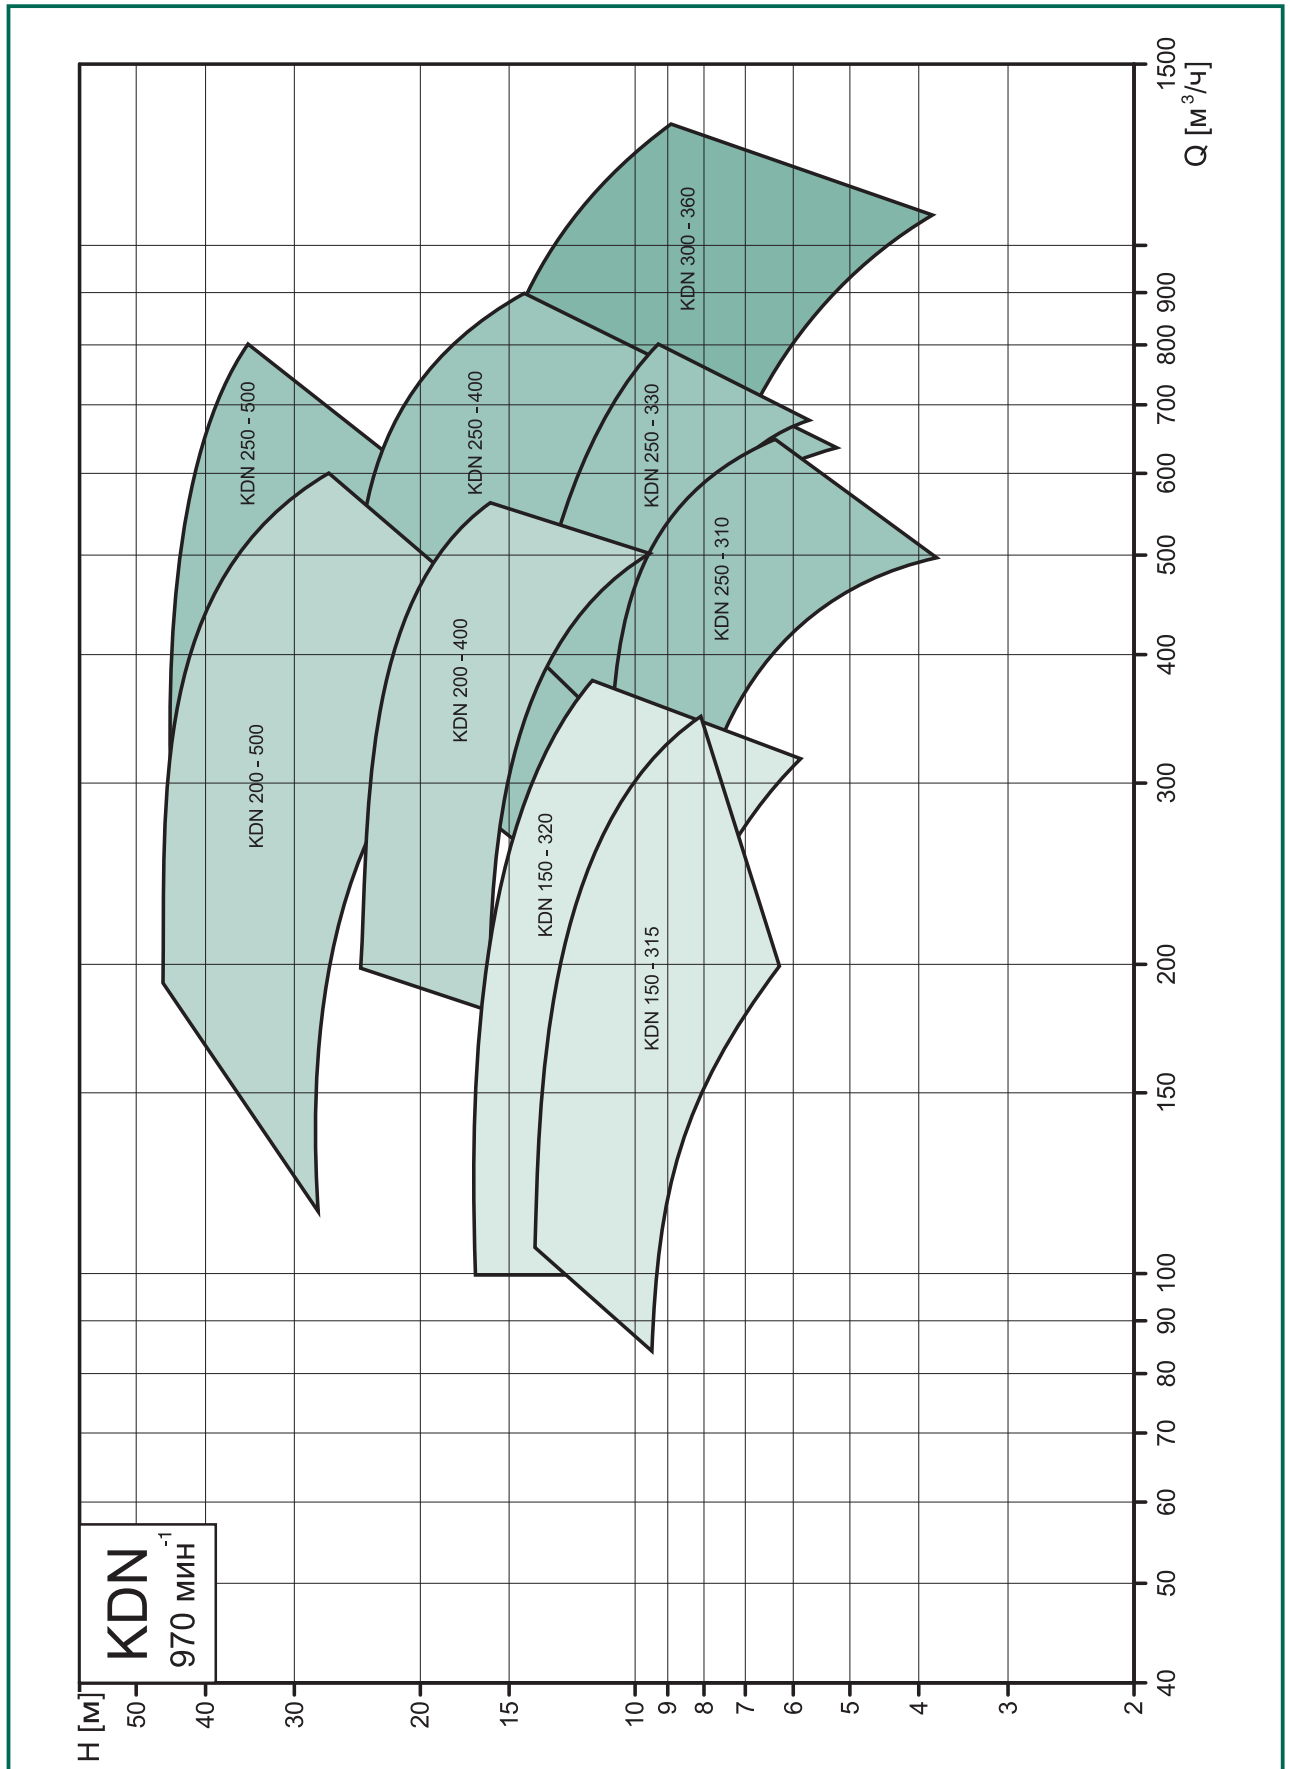 KDN
970 мин⁻¹
H [м]
50
40
30
20
15
10
9
8
7
6
5
4
3
2
KDN 250 - 500
KDN 200 - 500
KDN 250 - 400
KDN 200 - 400
KDN 300 - 360
KDN 250 - 330
KDN 250 - 310
KDN 150 - 320
KDN 150 - 315
40
50
60
70
80
90
100
150
200
300
400
500
600
700
800
900
1500
Q [м³/ч]